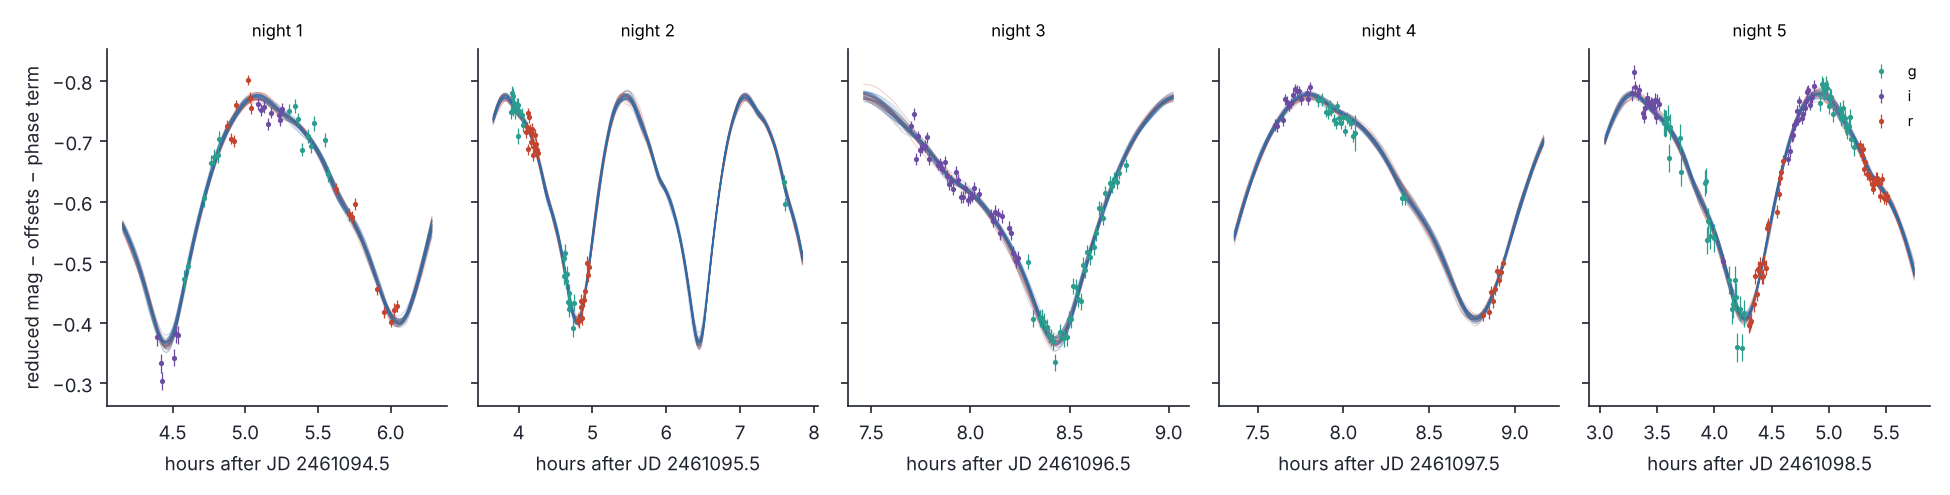 night 1
night 2
night 3
night 4
night 5
reduced mag − offsets − phase term
−0.8
−0.7
−0.6
−0.5
−0.4
−0.3
g
i
r
4.5 5.0 5.5 6.0
4 5 6 7 8
7.5 8.0 8.5 9.0
7.5 8.0 8.5 9.0
3.0 3.5 4.0 4.5 5.0 5.5
hours after JD 2461094.5
hours after JD 2461095.5
hours after JD 2461096.5
hours after JD 2461097.5
hours after JD 2461098.5